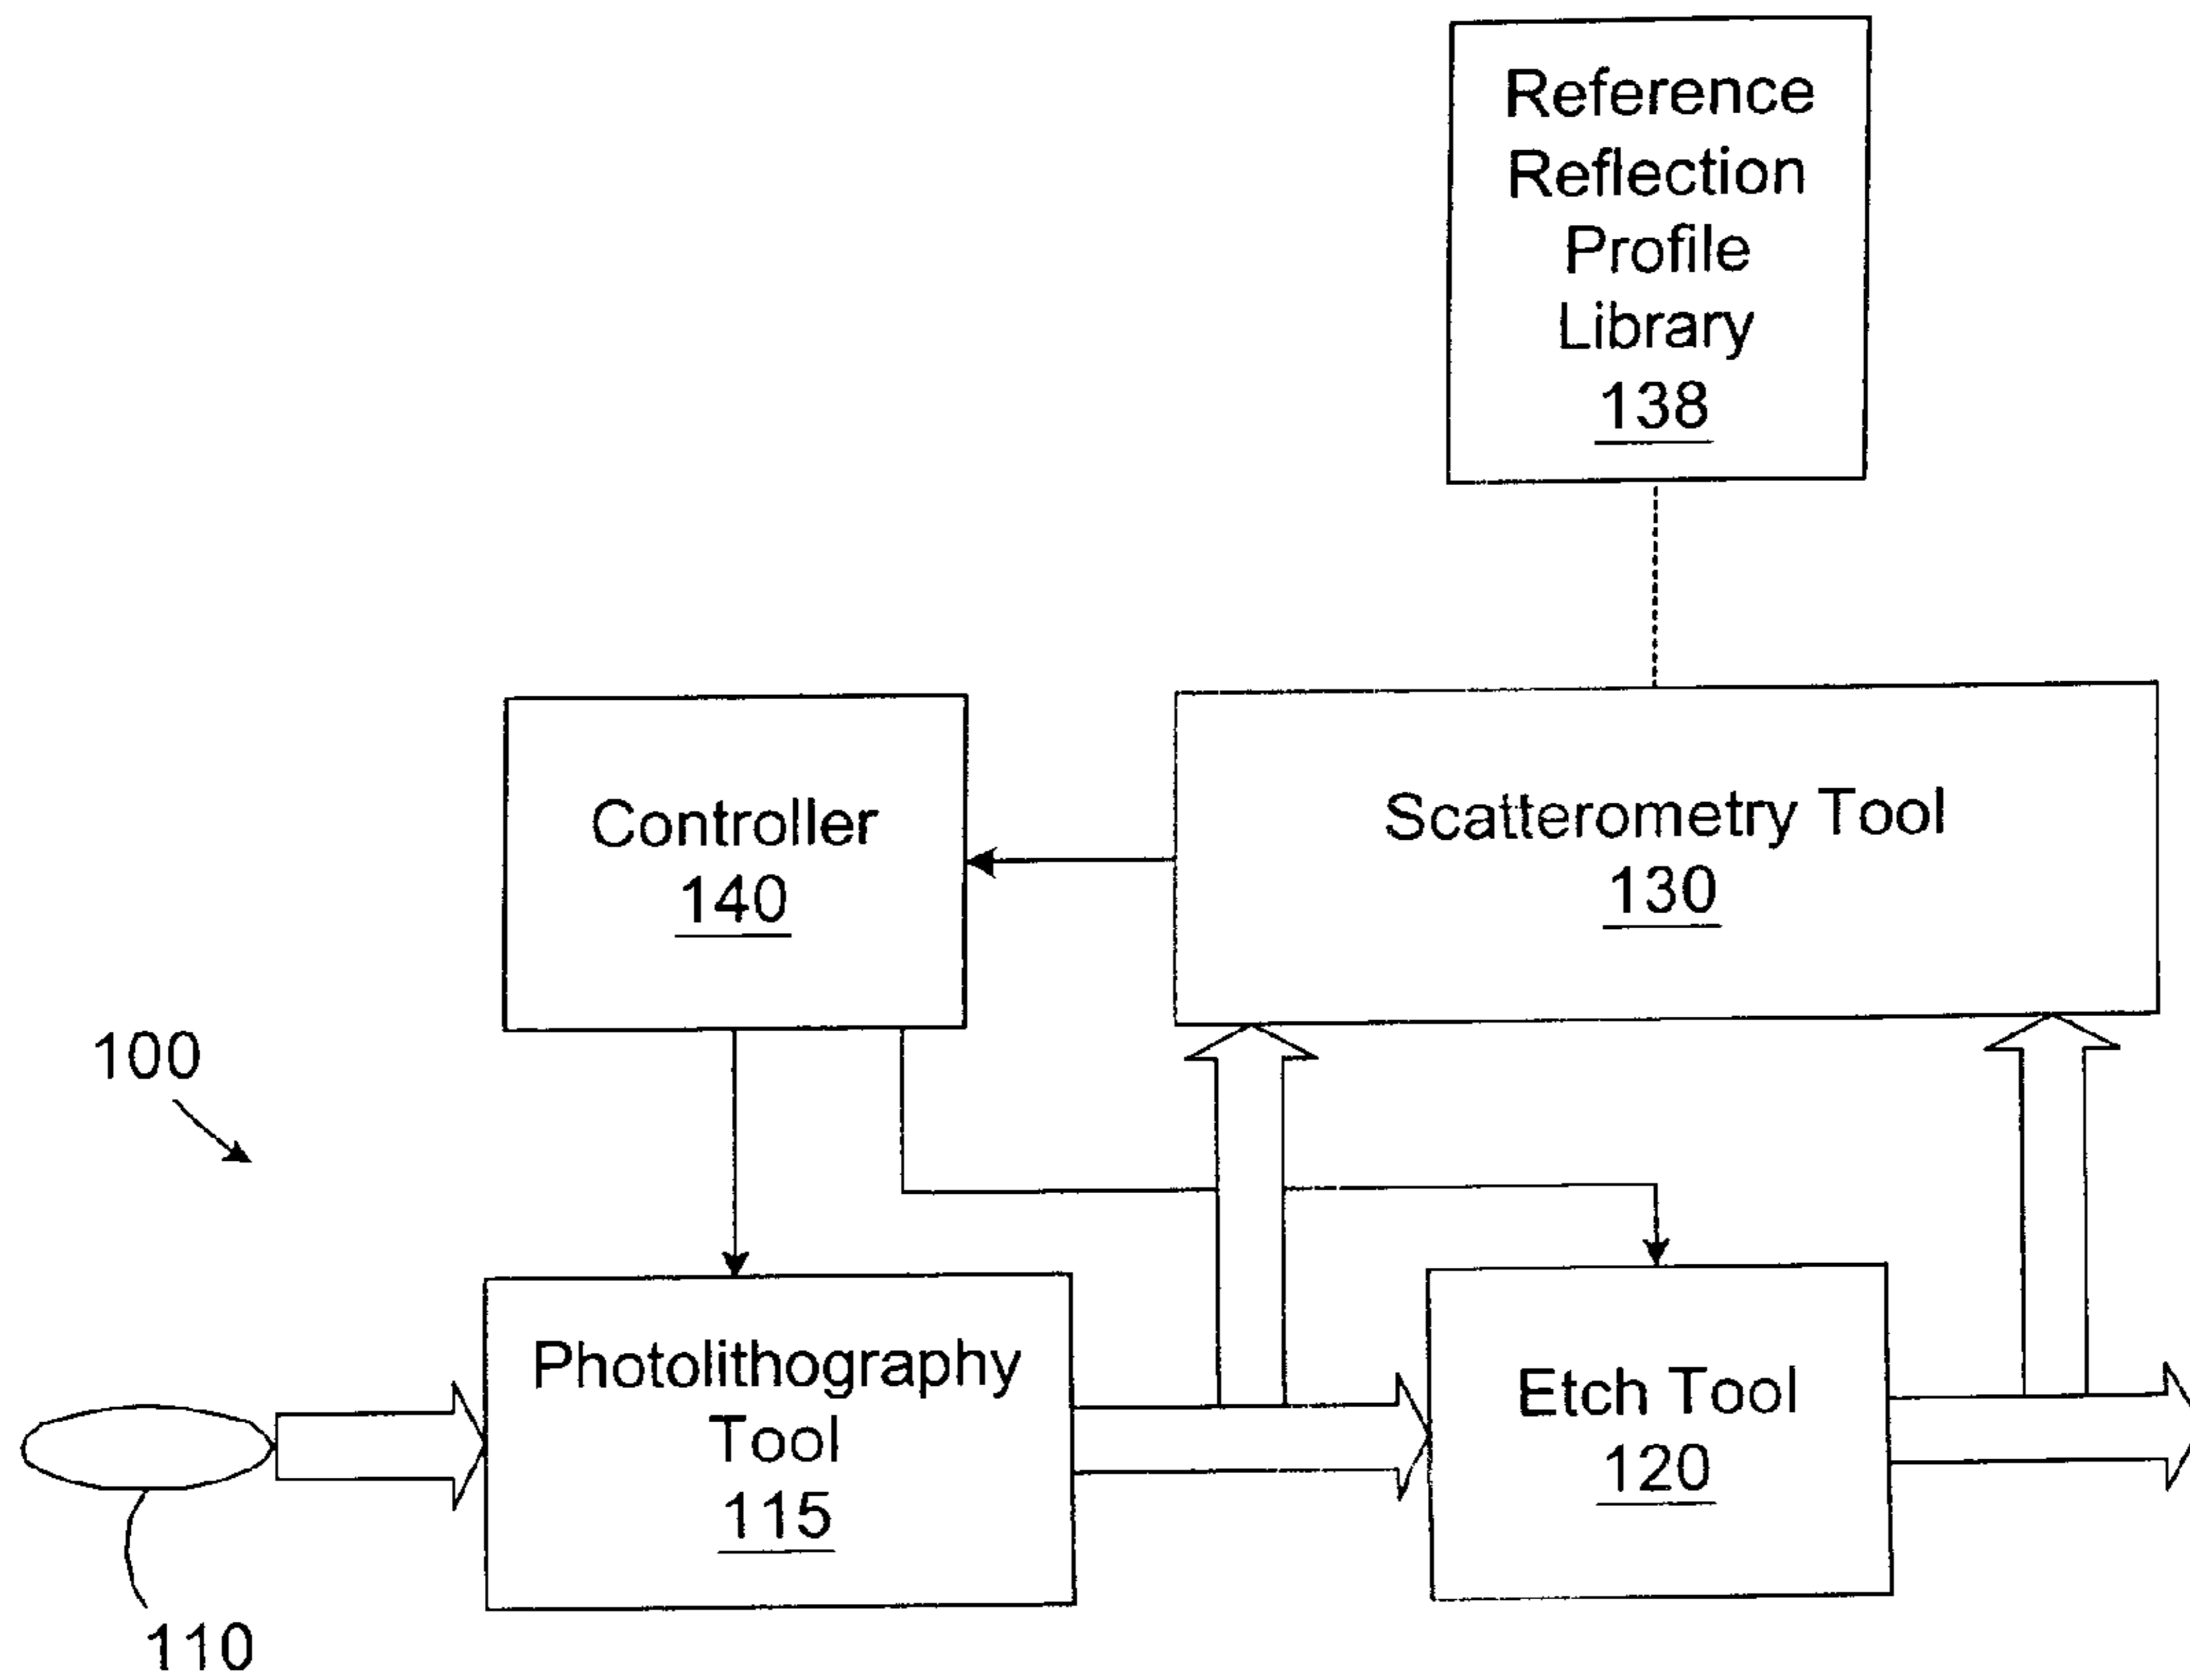 Reference
Reflection
Profile
Library
138
Controller
140
Scatterometry Tool
130
100
Photolithography
Tool
115
Etch Tool
120
110